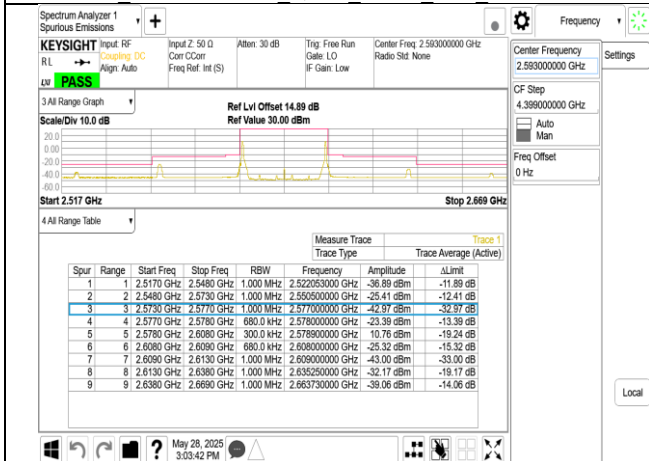 Spectrum Analyzer 1
Spurious Emissions
Frequency
KEYSIGHT
Input: RF
Input Z: 50 Ω
Atten: 30 dB
Trig: Free Run
Center Freq: 2.593000000 GHz
RL
Coupling: DC
Corr CCorr
Gate: LO
Radio Std: None
Align: Auto
Freq Ref: Int (S)
IF Gain: Low
LXI
PASS
Center Frequency
2.593000000 GHz
Settings
CF Step
4.399000000 GHz
Auto
Man
Freq Offset
0 Hz
3 All Range Graph
Ref Lvl Offset 14.89 dB
Scale/Div 10.0 dB
Ref Value 30.00 dBm
20.0
0.00
-20.0
-40.0
-60.0
Start 2.517 GHz
Stop 2.669 GHz
4 All Range Table
Measure Trace Trace 1
Trace Type Trace Average (Active)
Spur Range Start Freq Stop Freq RBW Frequency Amplitude ΔLimit
1 1 2.5170 GHz 2.5480 GHz 1.000 MHz 2.522053000 GHz -36.89 dBm -11.89 dB
2 2 2.5480 GHz 2.5730 GHz 1.000 MHz 2.550500000 GHz -25.41 dBm -12.41 dB
3 3 2.5730 GHz 2.5770 GHz 1.000 MHz 2.577000000 GHz -42.97 dBm -32.97 dB
4 4 2.5770 GHz 2.5780 GHz 680.0 kHz 2.578000000 GHz -23.39 dBm -13.39 dB
5 5 2.5780 GHz 2.6080 GHz 300.0 kHz 2.578900000 GHz 10.76 dBm -19.24 dB
6 6 2.6080 GHz 2.6090 GHz 680.0 kHz 2.608000000 GHz -25.32 dBm -15.32 dB
7 7 2.6090 GHz 2.6130 GHz 1.000 MHz 2.609000000 GHz -43.00 dBm -33.00 dB
8 8 2.6130 GHz 2.6380 GHz 1.000 MHz 2.635250000 GHz -32.17 dBm -19.17 dB
9 9 2.6380 GHz 2.6690 GHz 1.000 MHz 2.663730000 GHz -39.06 dBm -14.06 dB
Local
?
May 28, 2025
3:03:42 PM